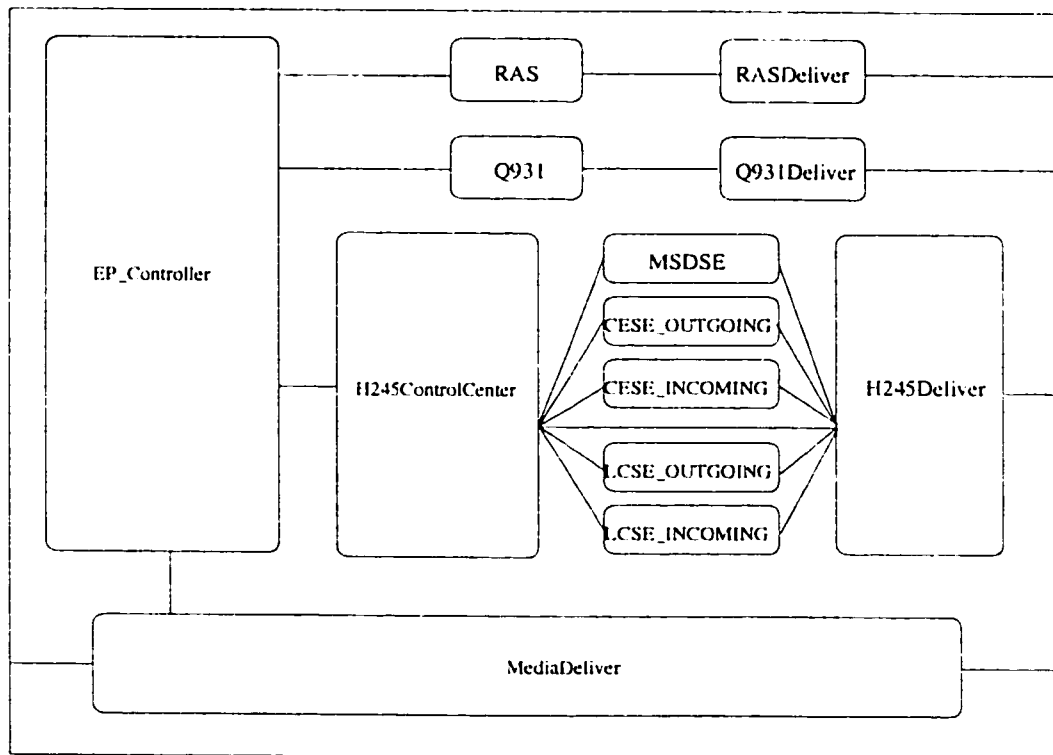 RAS
RASDeliver
Q931
Q931Deliver
EP_Controller
MSDSE
CESE_OUTGOING
H245ControlCenter
CESE_INCOMING
H245Deliver
LCSE_OUTGOING
LCSE_INCOMING
MediaDeliver